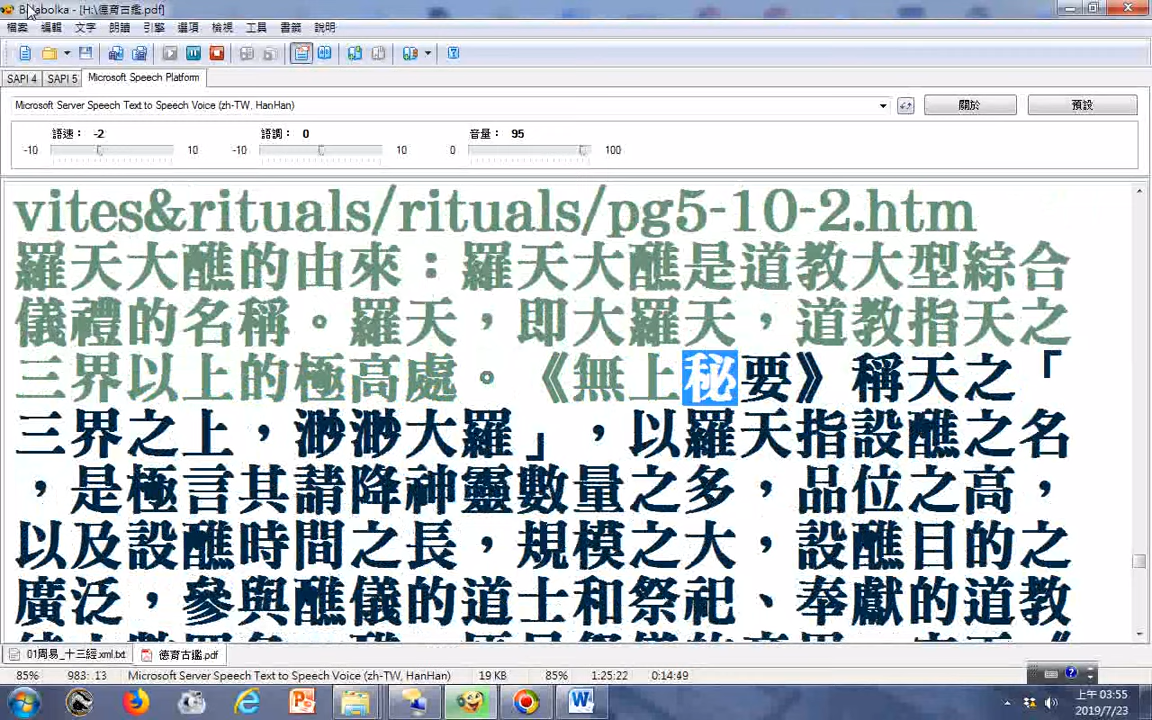 Balabolka - [H:\德育古鑑.pdf]
檔案 編輯 文字 朗讀 引擎 選項 檢視 工具 書籤 說明
SAPI 4 SAPI 5 Microsoft Speech Platform
Microsoft Server Speech Text to Speech Voice (zh-TW, HanHan) 關於 預設
語速： -2 語調： 0 音量： 95
-10 10 -10 10 0 100
vites&rituals/rituals/pg5-10-2.htm
羅天大醮的由來：羅天大醮是道教大型綜合
儀禮的名稱。羅天，即大羅天，道教指天之
三界以上的極高處。《無上秘要》稱天之「
三界之上，渺渺大羅」，以羅天指設醮之名
，是極言其請降神靈數量之多，品位之高，
以及設醮時間之長，規模之大，設醮目的之
廣泛，參與醮儀的道士和祭祀、奉獻的道教
01周易_十三經.xml.txt 德育古鑑.pdf
85% 983: 13 Microsoft Server Speech Text to Speech Voice (zh-TW, HanHan) 85% 19 KB 1:25:22 0:14:49
上午 03:55
2019/7/23